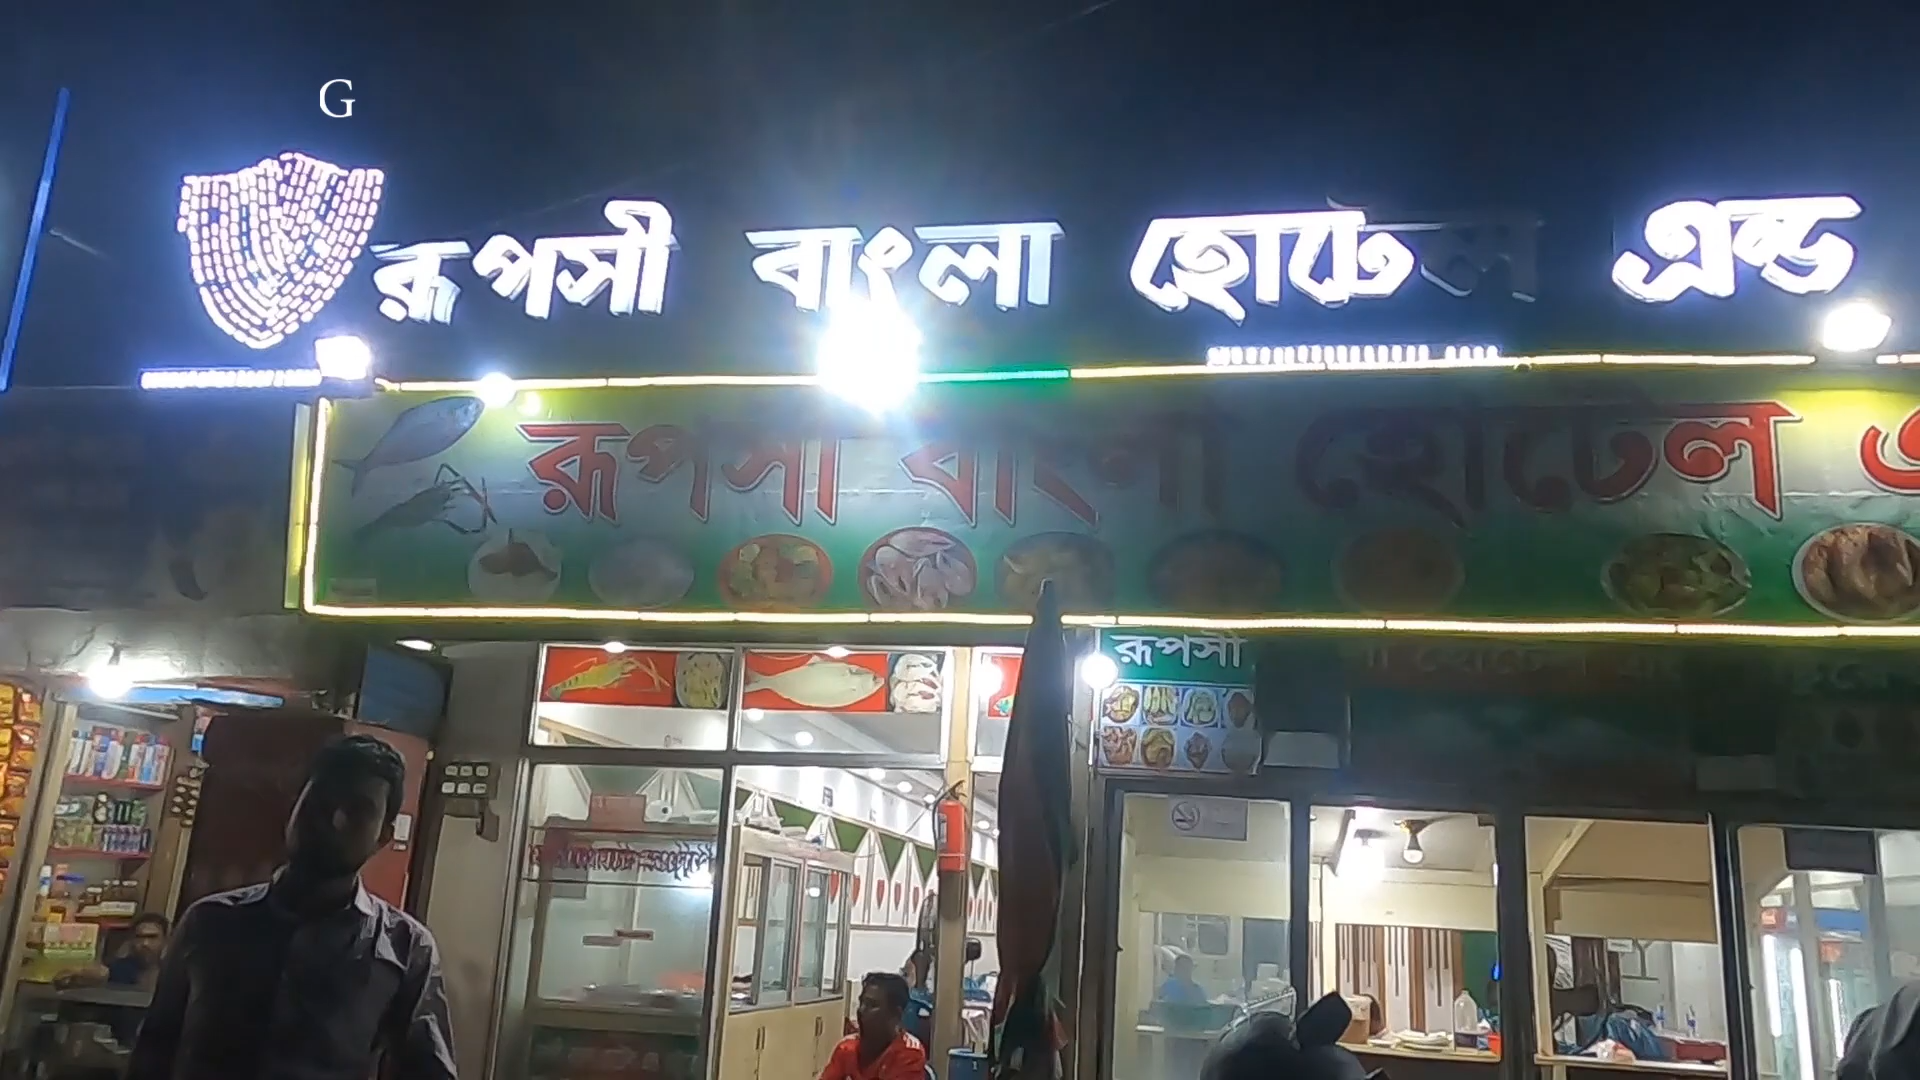 G
রূপসী বাংলা হোটেল এন্ড
রূপসী বাংলা হোটেল এ
রূপসী